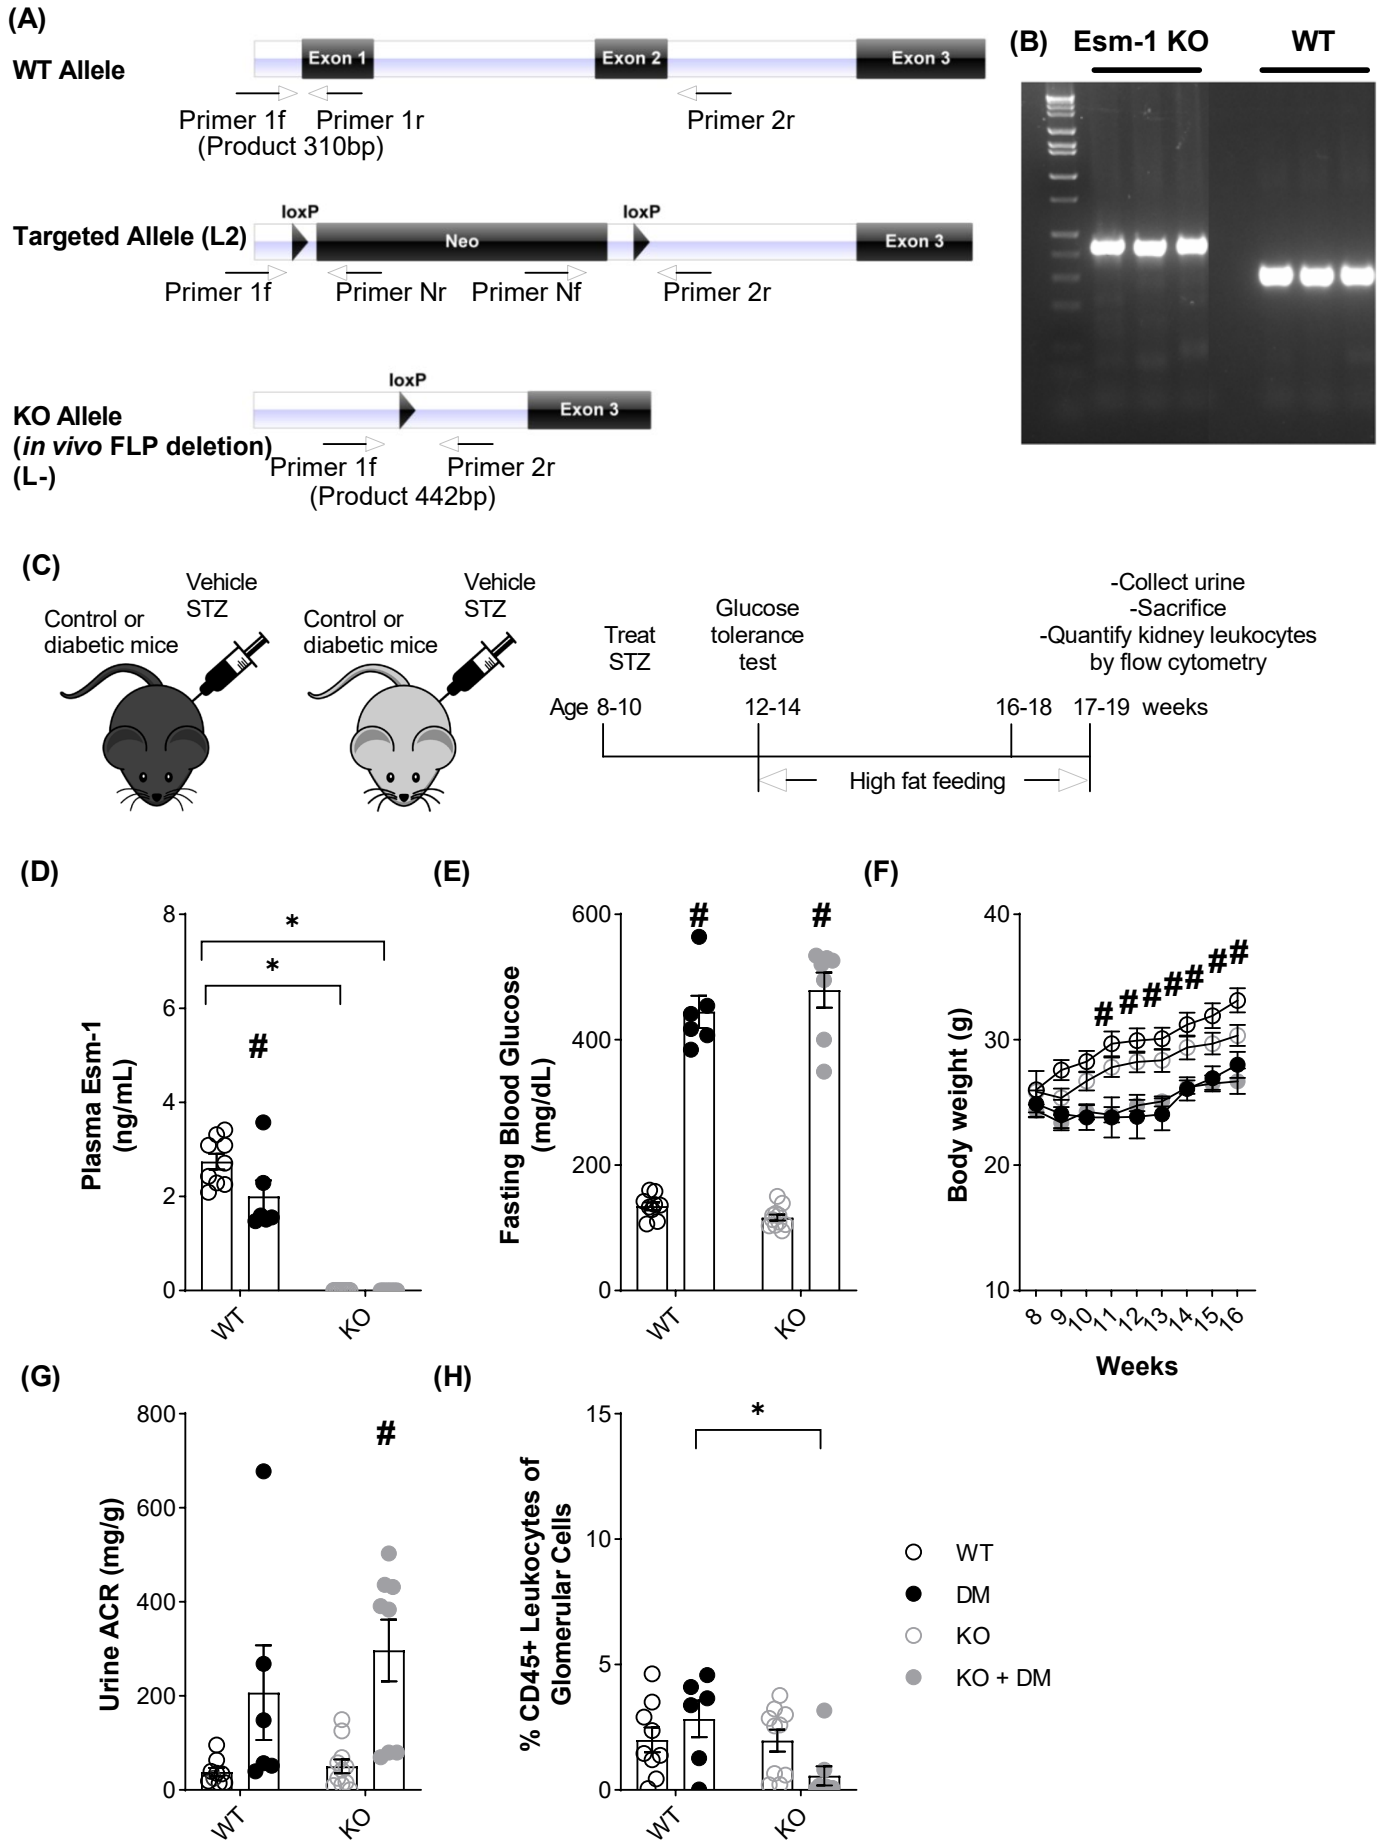 (A)
WT Allele
Exon 1
Exon 2
Exon 3
Primer 1f
Primer 1r
Primer 2r
(Product 310bp)
Targeted Allele (L2)
loxP
loxP
Neo
Exon 3
Primer 1f
Primer Nr
Primer Nf
Primer 2r
KO Allele
(in vivo FLP deletion)
(L-)
loxP
Exon 3
Primer 1f
Primer 2r
(Product 442bp)
(B)
Esm-1 KO
WT
(C)
Control or
diabetic mice
Vehicle
STZ
Control or
diabetic mice
Vehicle
STZ
Treat
STZ
Glucose
tolerance
test
-Collect urine
-Sacrifice
-Quantify kidney leukocytes
by flow cytometry
Age 8-10
12-14
16-18
17-19 weeks
High fat feeding
(D)
Plasma Esm-1
(ng/mL)
8
6
4
2
0
*
*
#
WT
KO
(E)
Fasting Blood Glucose
(mg/dL)
600
400
200
0
#
#
WT
KO
(F)
Body weight (g)
40
30
20
10
# # # # # # #
8 9 10 11 12 13 14 15 16
Weeks
(G)
Urine ACR (mg/g)
800
600
400
200
0
#
WT
KO
(H)
% CD45+ Leukocytes of
Glomerular Cells
15
10
5
0
*
WT
KO
WT
DM
KO
KO + DM